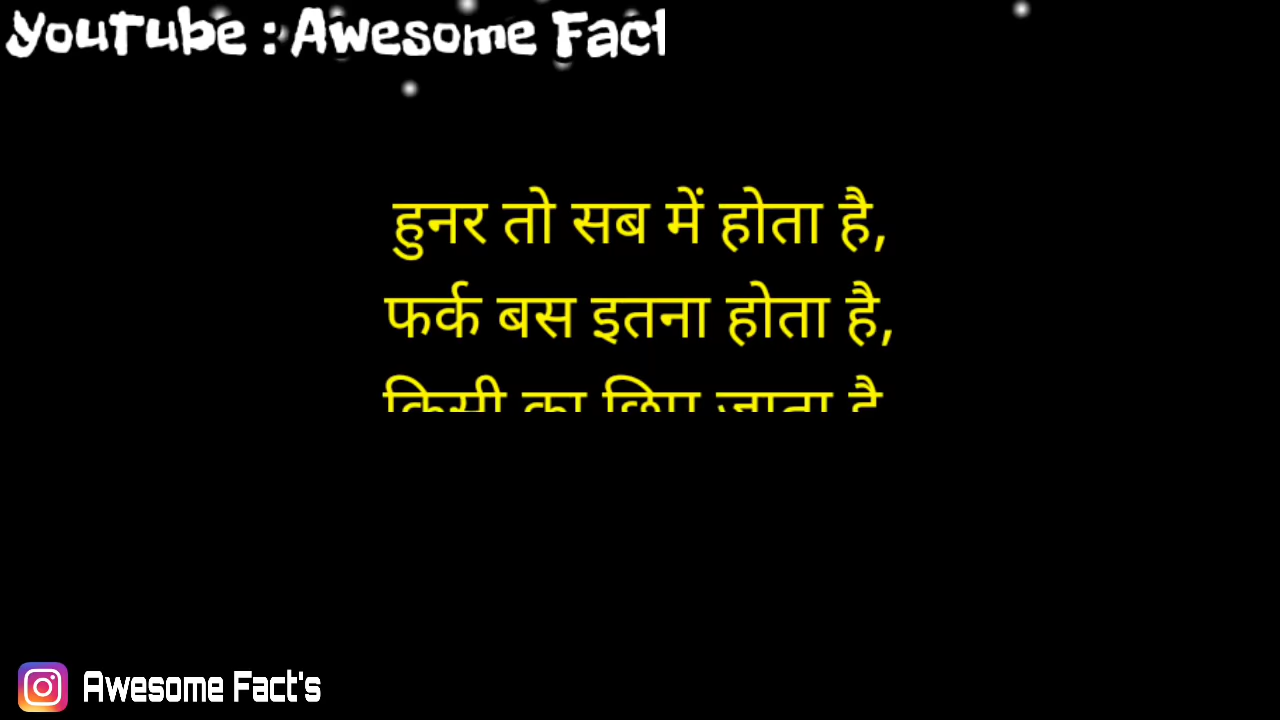 YouTube : Awesome Fact
हुनर तो सब में होता है,
फर्क बस इतना होता है,
किसी का छिप जाता है
Awesome Fact's